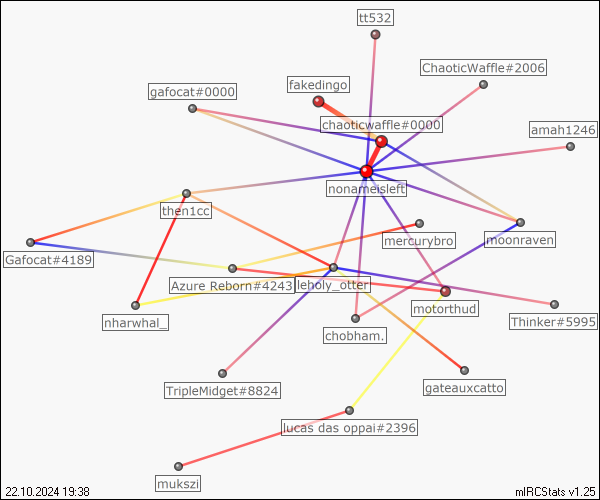 tt532
ChaoticWaffle#2006
fakedingo
gafocat#0000
chaoticwaffle#0000
amah1246
nonameisleft
then1cc
mercurybro
moonraven
Gafocat#4189
Azure Reborn#4243
leholy_otter
motorthud
nharwhal_
Thinker#5995
chobham.
TripleMidget#8824
gateauxcatto
lucas das oppai#2396
mukszi
22.10.2024 19:38
mIRCStats v1.25